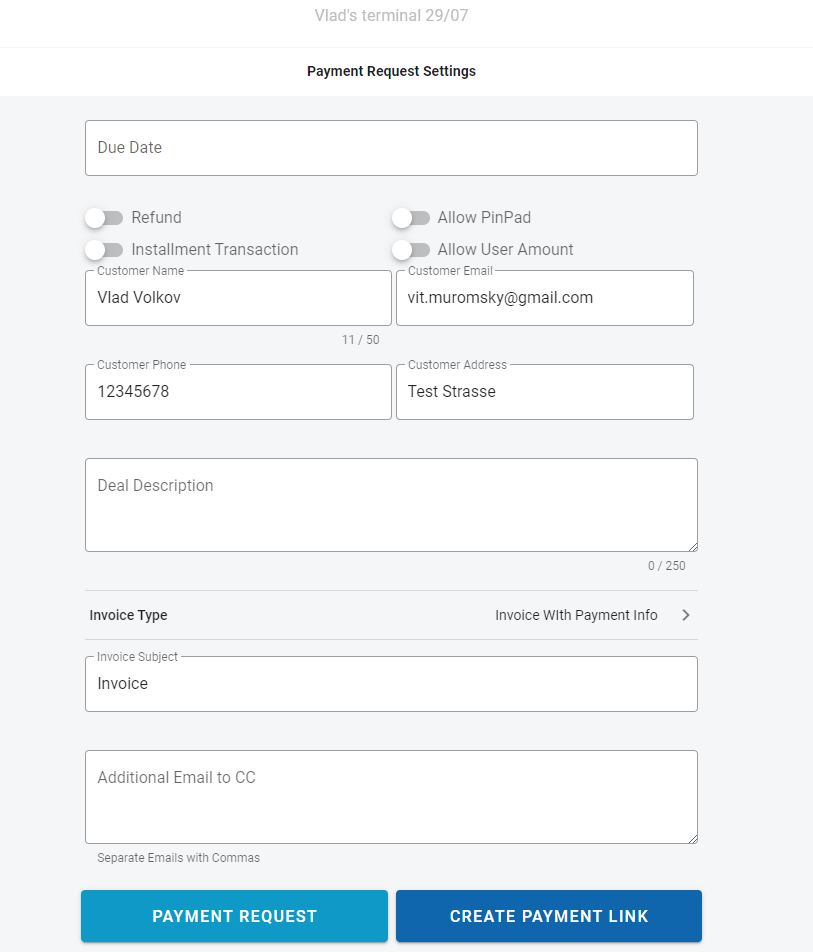 Vlad's terminal 29/07
Payment Request Settings
Due Date
Refund
Allow PinPad
Installment Transaction
Allow User Amount
Customer Name
Customer Email
Vlad Volkov
vit.muromsky@gmail.com
11 / 50
Customer Phone
Customer Address
12345678
Test Strasse
Deal Description
0 / 250
Invoice Type
Invoice WIth Payment Info
Invoice Subject
Invoice
Additional Email to CC
Separate Emails with Commas
PAYMENT REQUEST
CREATE PAYMENT LINK